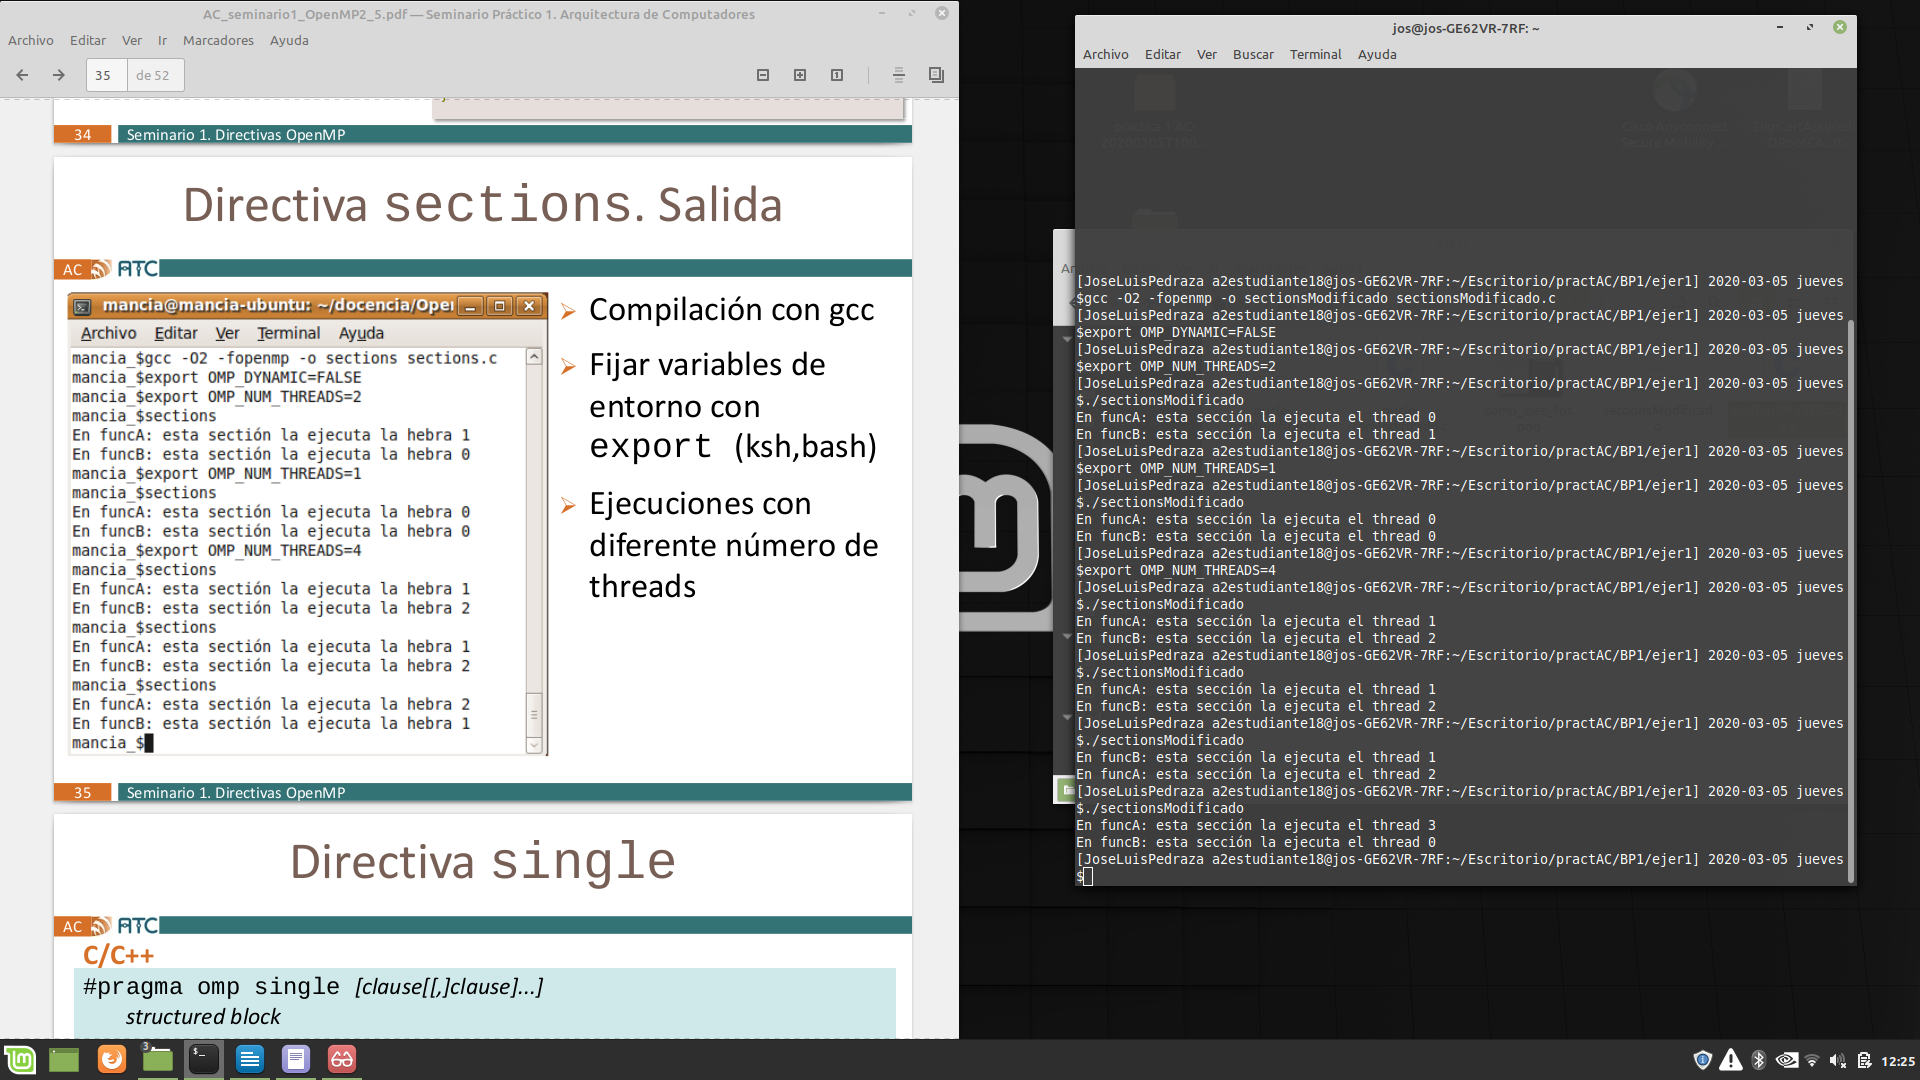 AC_seminario1_OpenMP2_5.pdf — Seminario Práctico 1. Arquitectura de Computadores
Archivo Editar Ver Ir Marcadores Ayuda
35 de 52
34 Seminario 1. Directivas OpenMP
Directiva sections. Salida
AC ATC
mancia@mancia-ubuntu: ~/docencia/Ope
Archivo Editar Ver Terminal Ayuda
mancia_$gcc -O2 -fopenmp -o sections sections.c
mancia_$export OMP_DYNAMIC=FALSE
mancia_$export OMP_NUM_THREADS=2
mancia_$sections
En funcA: esta sectión la ejecuta la hebra 1
En funcB: esta sectión la ejecuta la hebra 0
mancia_$export OMP_NUM_THREADS=1
mancia_$sections
En funcA: esta sectión la ejecuta la hebra 0
En funcB: esta sectión la ejecuta la hebra 0
mancia_$export OMP_NUM_THREADS=4
mancia_$sections
En funcA: esta sectión la ejecuta la hebra 1
En funcB: esta sectión la ejecuta la hebra 2
mancia_$sections
En funcA: esta sectión la ejecuta la hebra 1
En funcB: esta sectión la ejecuta la hebra 2
mancia_$sections
En funcA: esta sectión la ejecuta la hebra 2
En funcB: esta sectión la ejecuta la hebra 1
mancia_$
Compilación con gcc
Fijar variables de
entorno con
export (ksh,bash)
Ejecuciones con
diferente número de
threads
35 Seminario 1. Directivas OpenMP
Directiva single
AC ATC
C/C++
#pragma omp single [clause[[,]clause]...]
structured block
jos@jos-GE62VR-7RF: ~
Archivo Editar Ver Buscar Terminal Ayuda
[JoseLuisPedraza a2estudiante18@jos-GE62VR-7RF:~/Escritorio/practAC/BP1/ejer1] 2020-03-05 jueves
$gcc -O2 -fopenmp -o sectionsModificado sectionsModificado.c
[JoseLuisPedraza a2estudiante18@jos-GE62VR-7RF:~/Escritorio/practAC/BP1/ejer1] 2020-03-05 jueves
$export OMP_DYNAMIC=FALSE
[JoseLuisPedraza a2estudiante18@jos-GE62VR-7RF:~/Escritorio/practAC/BP1/ejer1] 2020-03-05 jueves
$export OMP_NUM_THREADS=2
[JoseLuisPedraza a2estudiante18@jos-GE62VR-7RF:~/Escritorio/practAC/BP1/ejer1] 2020-03-05 jueves
$./sectionsModificado
En funcA: esta sección la ejecuta el thread 0
En funcB: esta sección la ejecuta el thread 1
[JoseLuisPedraza a2estudiante18@jos-GE62VR-7RF:~/Escritorio/practAC/BP1/ejer1] 2020-03-05 jueves
$export OMP_NUM_THREADS=1
[JoseLuisPedraza a2estudiante18@jos-GE62VR-7RF:~/Escritorio/practAC/BP1/ejer1] 2020-03-05 jueves
$./sectionsModificado
En funcA: esta sección la ejecuta el thread 0
En funcB: esta sección la ejecuta el thread 0
[JoseLuisPedraza a2estudiante18@jos-GE62VR-7RF:~/Escritorio/practAC/BP1/ejer1] 2020-03-05 jueves
$export OMP_NUM_THREADS=4
[JoseLuisPedraza a2estudiante18@jos-GE62VR-7RF:~/Escritorio/practAC/BP1/ejer1] 2020-03-05 jueves
$./sectionsModificado
En funcA: esta sección la ejecuta el thread 1
En funcB: esta sección la ejecuta el thread 2
[JoseLuisPedraza a2estudiante18@jos-GE62VR-7RF:~/Escritorio/practAC/BP1/ejer1] 2020-03-05 jueves
$./sectionsModificado
En funcA: esta sección la ejecuta el thread 1
En funcB: esta sección la ejecuta el thread 2
[JoseLuisPedraza a2estudiante18@jos-GE62VR-7RF:~/Escritorio/practAC/BP1/ejer1] 2020-03-05 jueves
$./sectionsModificado
En funcB: esta sección la ejecuta el thread 1
En funcA: esta sección la ejecuta el thread 2
[JoseLuisPedraza a2estudiante18@jos-GE62VR-7RF:~/Escritorio/practAC/BP1/ejer1] 2020-03-05 jueves
$./sectionsModificado
En funcA: esta sección la ejecuta el thread 3
En funcB: esta sección la ejecuta el thread 0
[JoseLuisPedraza a2estudiante18@jos-GE62VR-7RF:~/Escritorio/practAC/BP1/ejer1] 2020-03-05 jueves
$
3
12:25